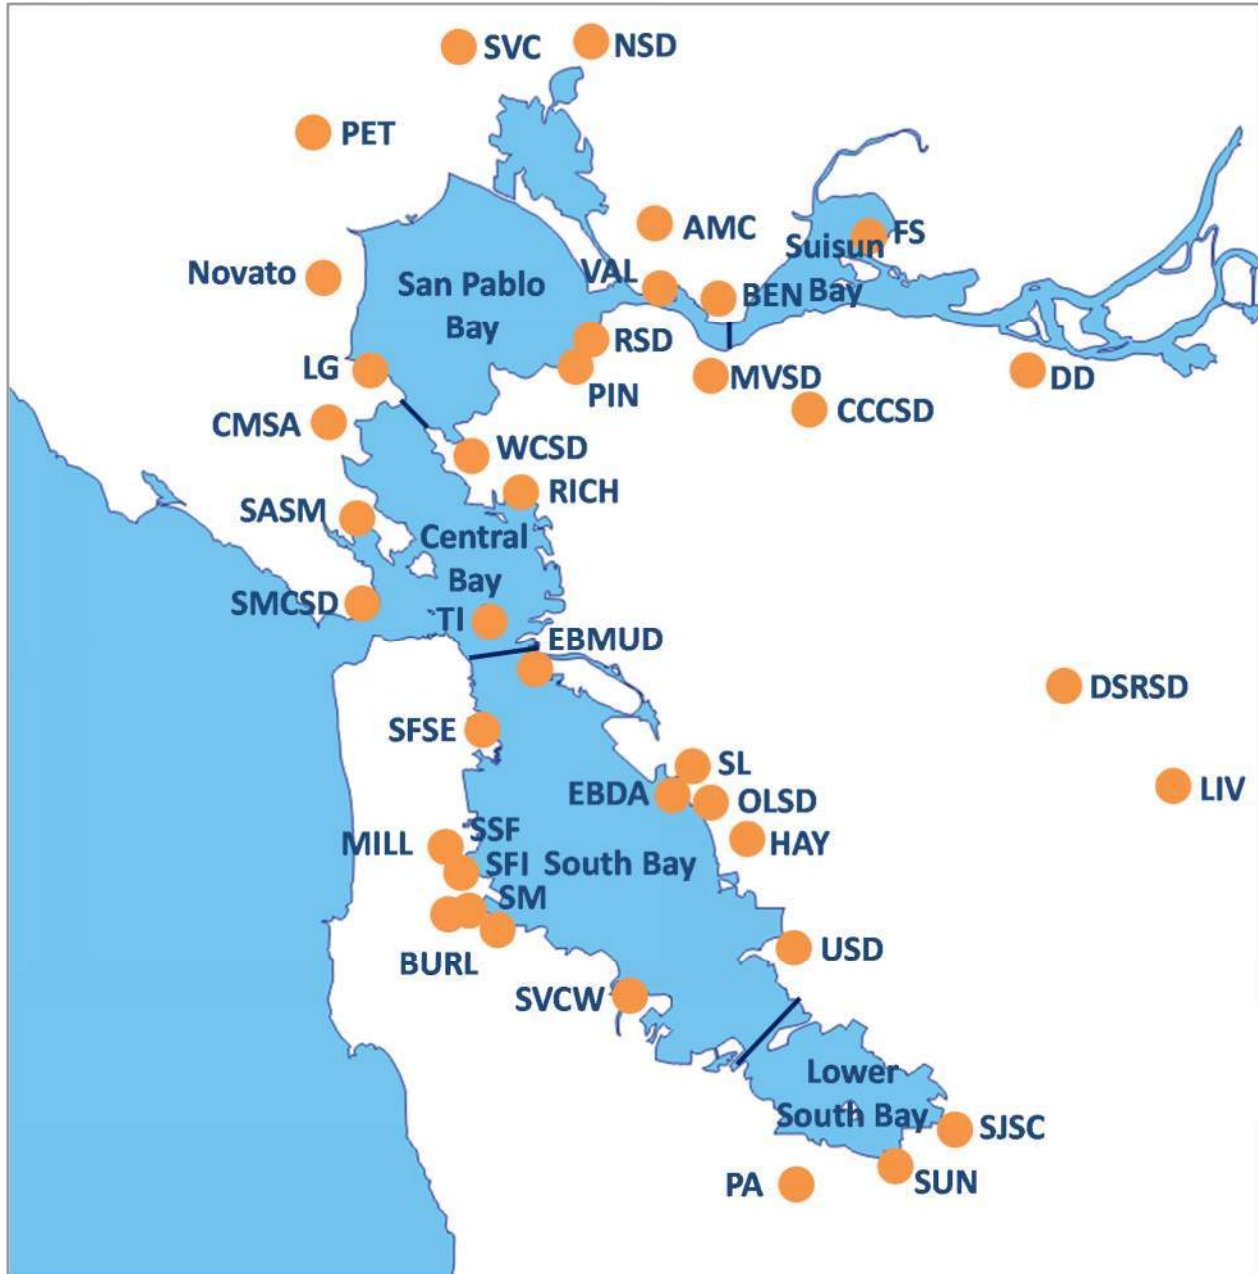 SVC
NSD
PET
AMC
FS
Suisun
Bay
Novato
San Pablo
Bay
VAL
BEN
RSD
LG
PIN
MVSD
DD
CCCSD
CMSA
WCSD
RICH
SASM
Central
Bay
SMCSD
TI
EBMUD
DSRSD
SFSE
SL
EBDA
OLSD
LIV
MILL
SSF
SFI
South Bay
HAY
SM
BURL
USD
SVCW
Lower
South Bay
SJSC
PA
SUN